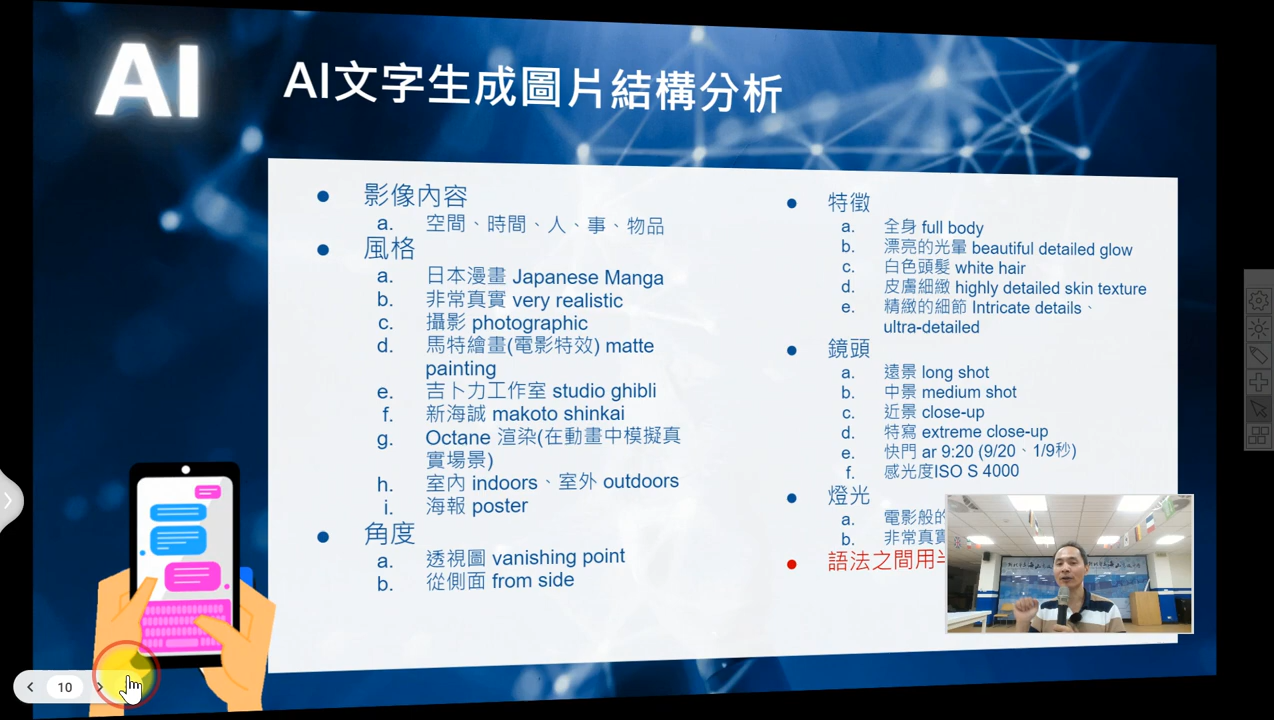 AI
AI文字生成圖片結構分析
● 影像內容
a. 空間、時間、人、事、物品
● 風格
a. 日本漫畫 Japanese Manga
b. 非常真實 very realistic
c. 攝影 photographic
d. 馬特繪畫(電影特效) matte
painting
e. 吉卜力工作室 studio ghibli
f. 新海誠 makoto shinkai
g. Octane 渲染(在動畫中模擬真
實場景)
h. 室內 indoors、室外 outdoors
i. 海報 poster
● 角度
a. 透視圖 vanishing point
b. 從側面 from side
● 特徵
a. 全身 full body
b. 漂亮的光暈 beautiful detailed glow
c. 白色頭髮 white hair
d. 皮膚細緻 highly detailed skin texture
e. 精緻的細節 Intricate details、
ultra-detailed
● 鏡頭
a. 遠景 long shot
b. 中景 medium shot
c. 近景 close-up
d. 特寫 extreme close-up
e. 快門 ar 9:20 (9/20、1/9秒)
f. 感光度ISO S 4000
● 燈光
a. 電影般的
b. 非常真實
● 語法之間用
10